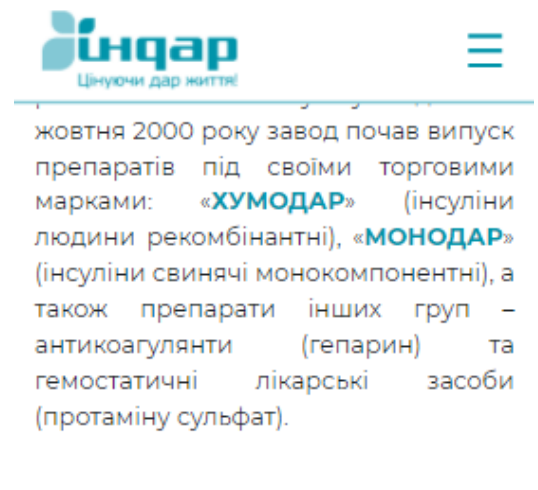 індар
Цінуючи дар життя!
жовтня 2000 року завод почав випуск
препаратів під своїми торговими
марками: «ХУМОДАР» (інсуліни
людини рекомбінантні), «МОНОДАР»
(інсуліни свинячі монокомпонентні), а
також препарати інших груп –
антикоагулянти (гепарин) та
гемостатичні лікарські засоби
(протаміну сульфат).